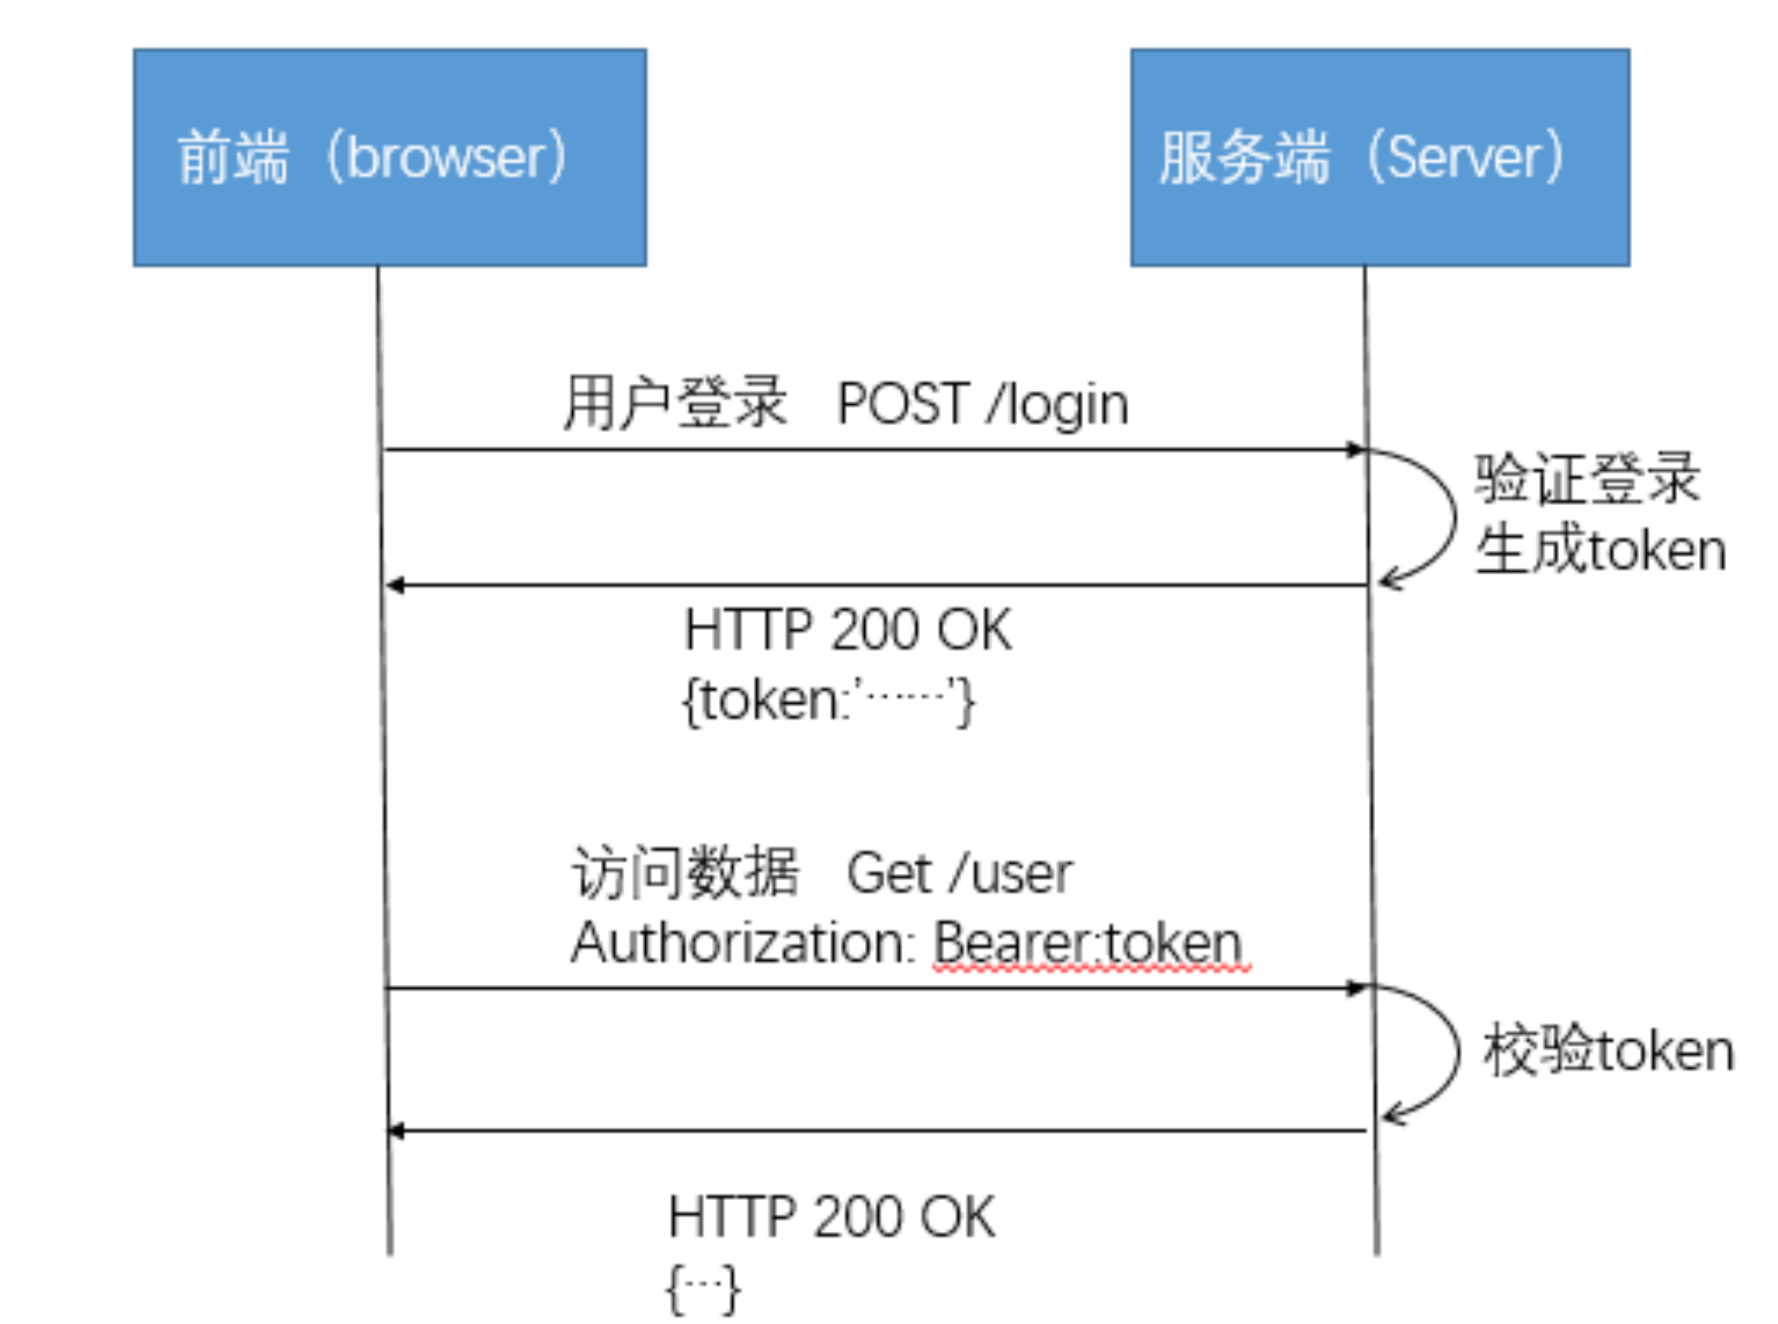 前端（browser）
服务端（Server）
用户登录 POST /login
验证登录
生成token
HTTP 200 OK
{token:’……’}
访问数据 Get /user
Authorization: Bearer:token
校验token
HTTP 200 OK
{…}